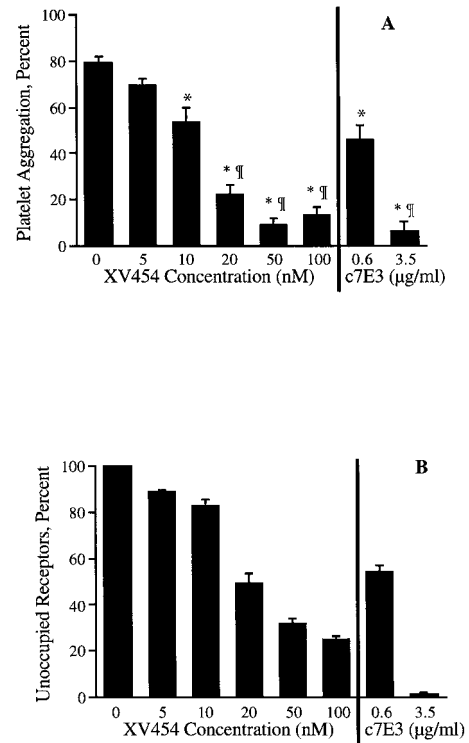 A
Platelet Aggregation, Percent
100
80
60
40
20
0
*
* ¶
* ¶
* ¶
*
* ¶
0 5 10 20 50 100 0.6 3.5
XV454 Concentration (nM) c7E3 (µg/ml)
B
Unoccupied Receptors, Percent
100
80
60
40
20
0
0 5 10 20 50 100 0.6 3.5
XV454 Concentration (nM) c7E3 (µg/ml)